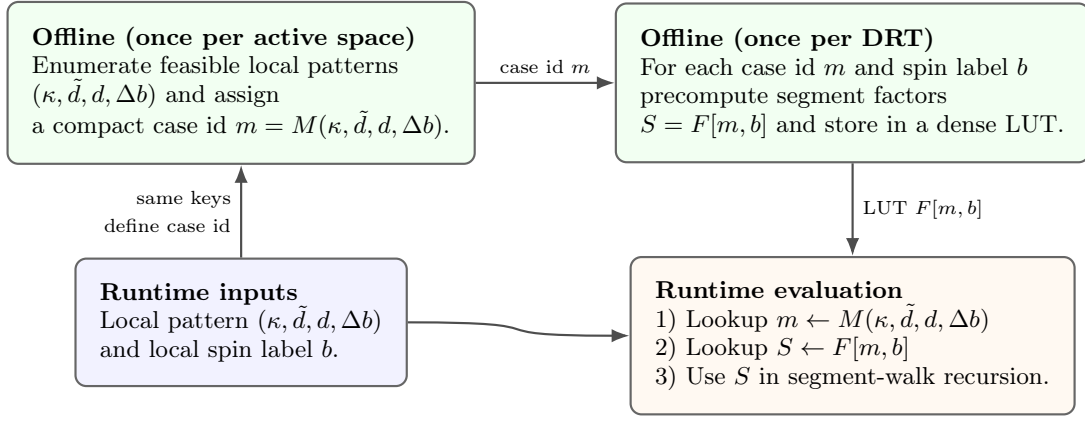 Offline (once per active space)
Enumerate feasible local patterns
(κ, d̃, d, Δb) and assign
a compact case id m = M(κ, d̃, d, Δb).
case id m
Offline (once per DRT)
For each case id m and spin label b
precompute segment factors
S = F[m, b] and store in a dense LUT.
same keys
define case id
LUT F[m, b]
Runtime inputs
Local pattern (κ, d̃, d, Δb)
and local spin label b.
Runtime evaluation
1) Lookup m ← M(κ, d̃, d, Δb)
2) Lookup S ← F[m, b]
3) Use S in segment-walk recursion.